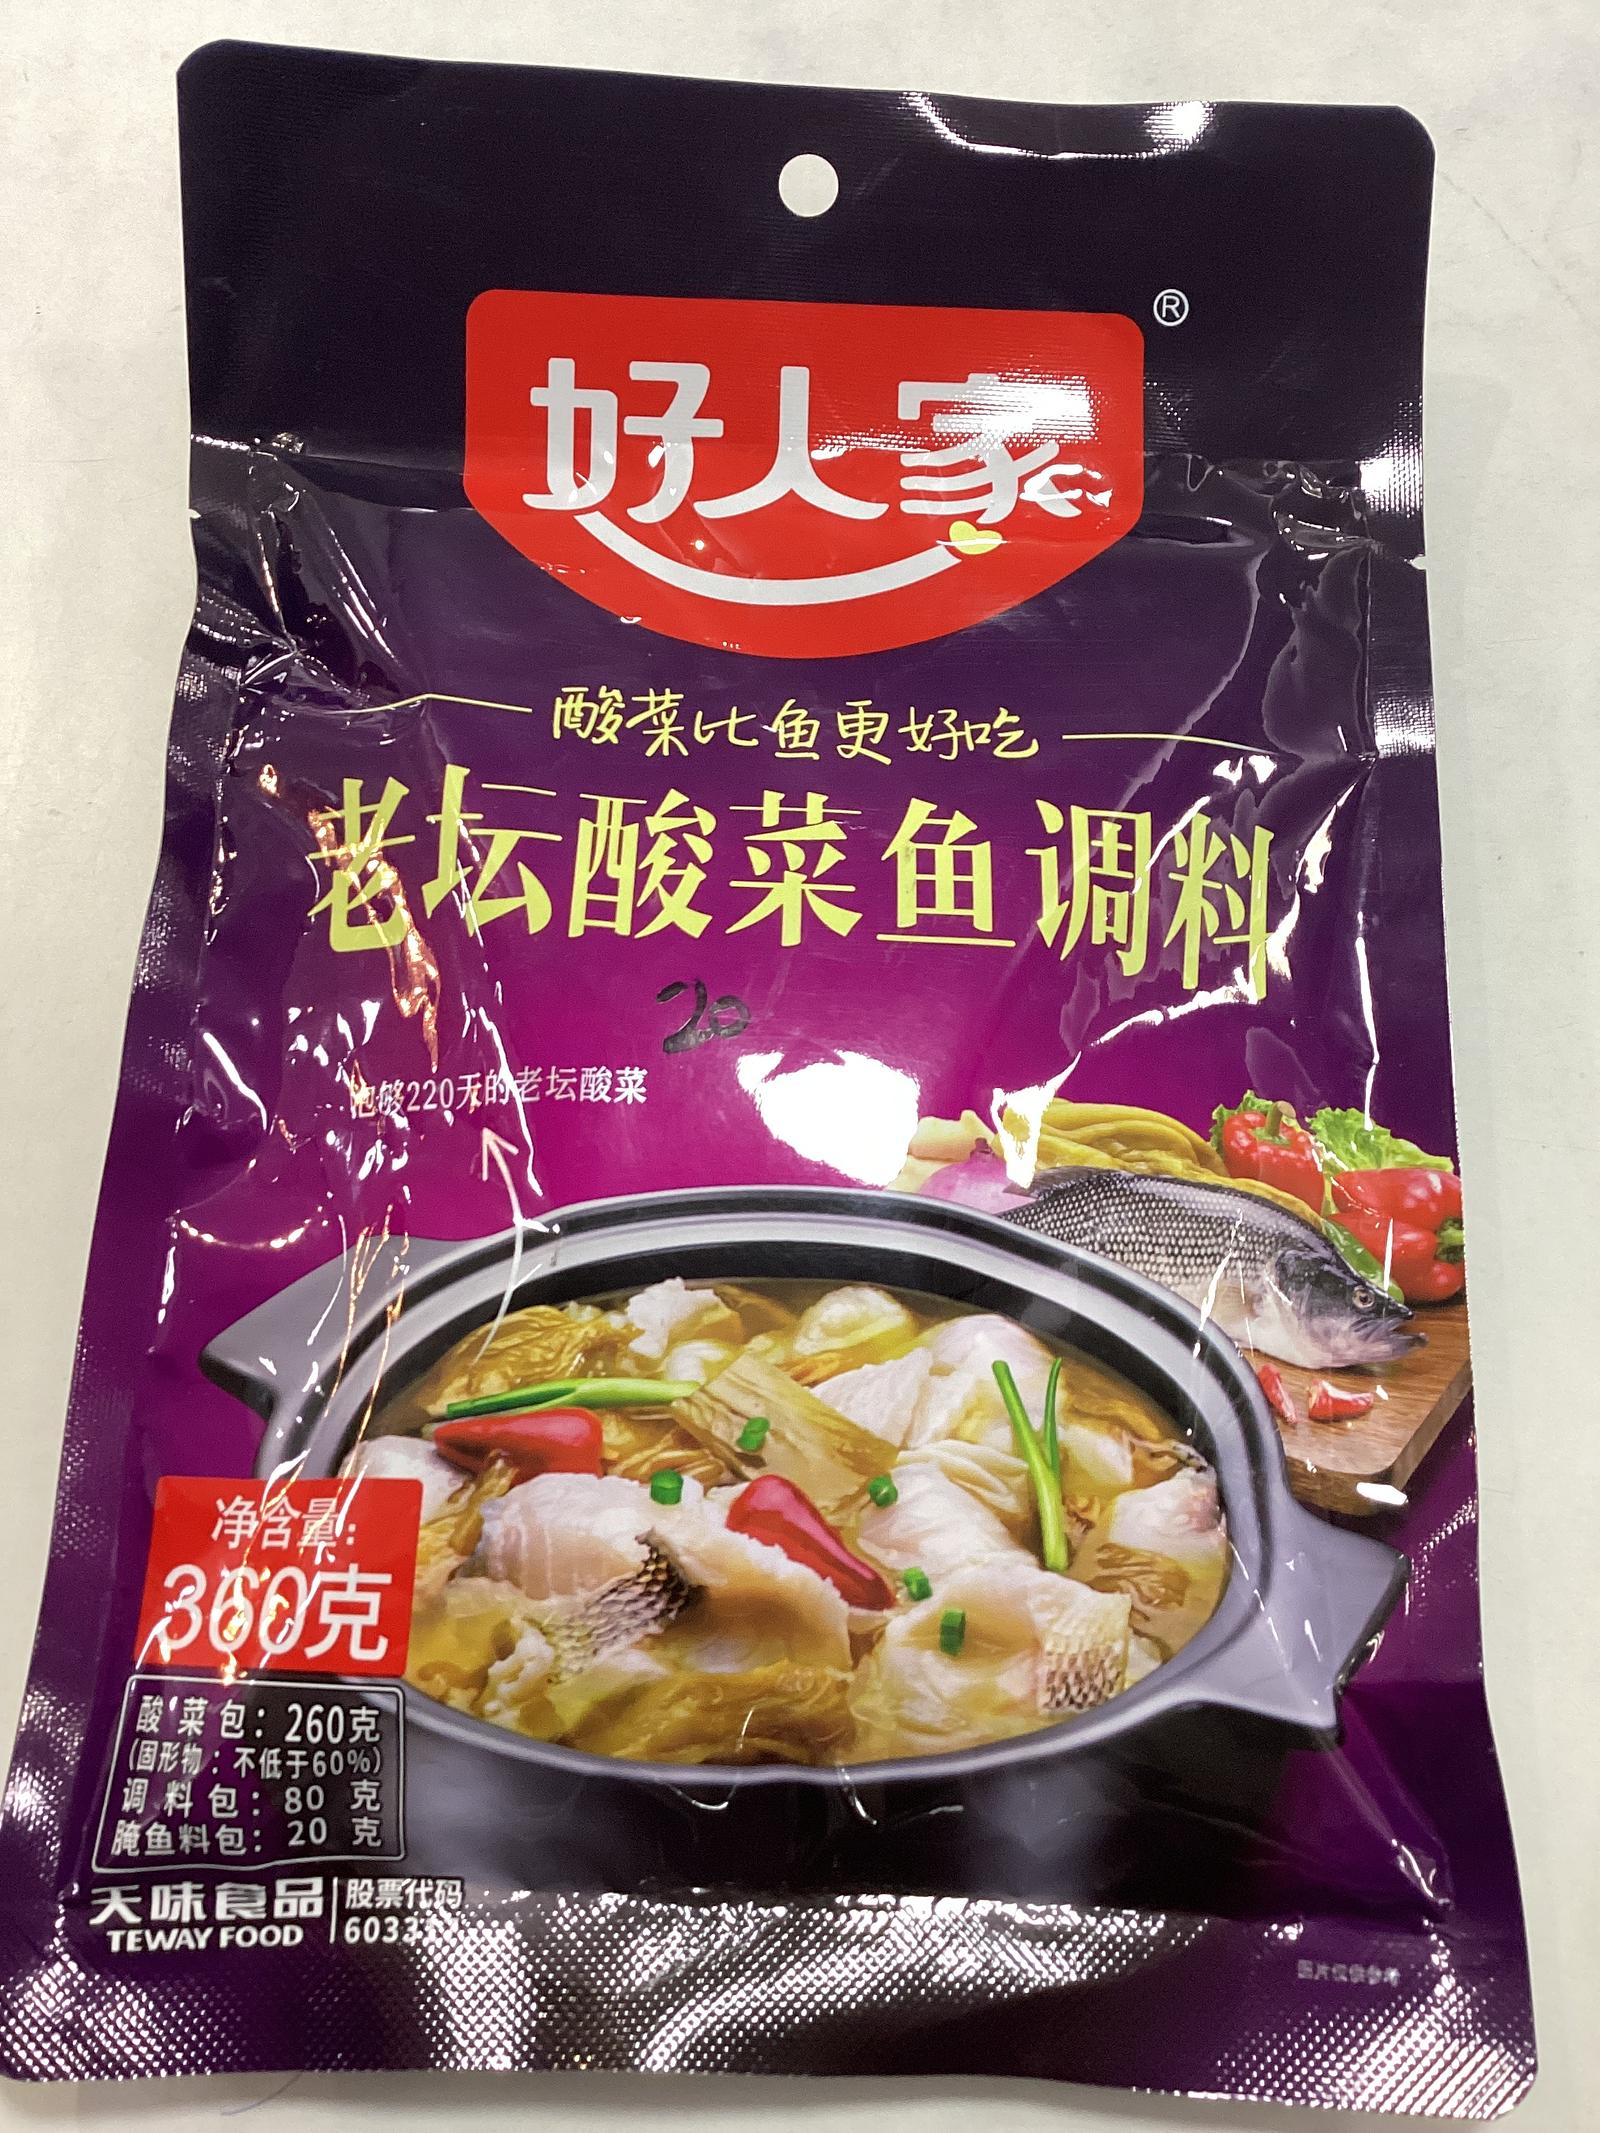 ®
好人家
酸菜比鱼更好吃
老坛酸菜鱼调料
20
泡够220天的老坛酸菜
净含量:
360克
酸菜包: 260克
(固形物: 不低于60%)
调料包: 80 克
腌鱼料包: 20 克
天味食品
TEWAY FOOD
股票代码
图片仅供参考